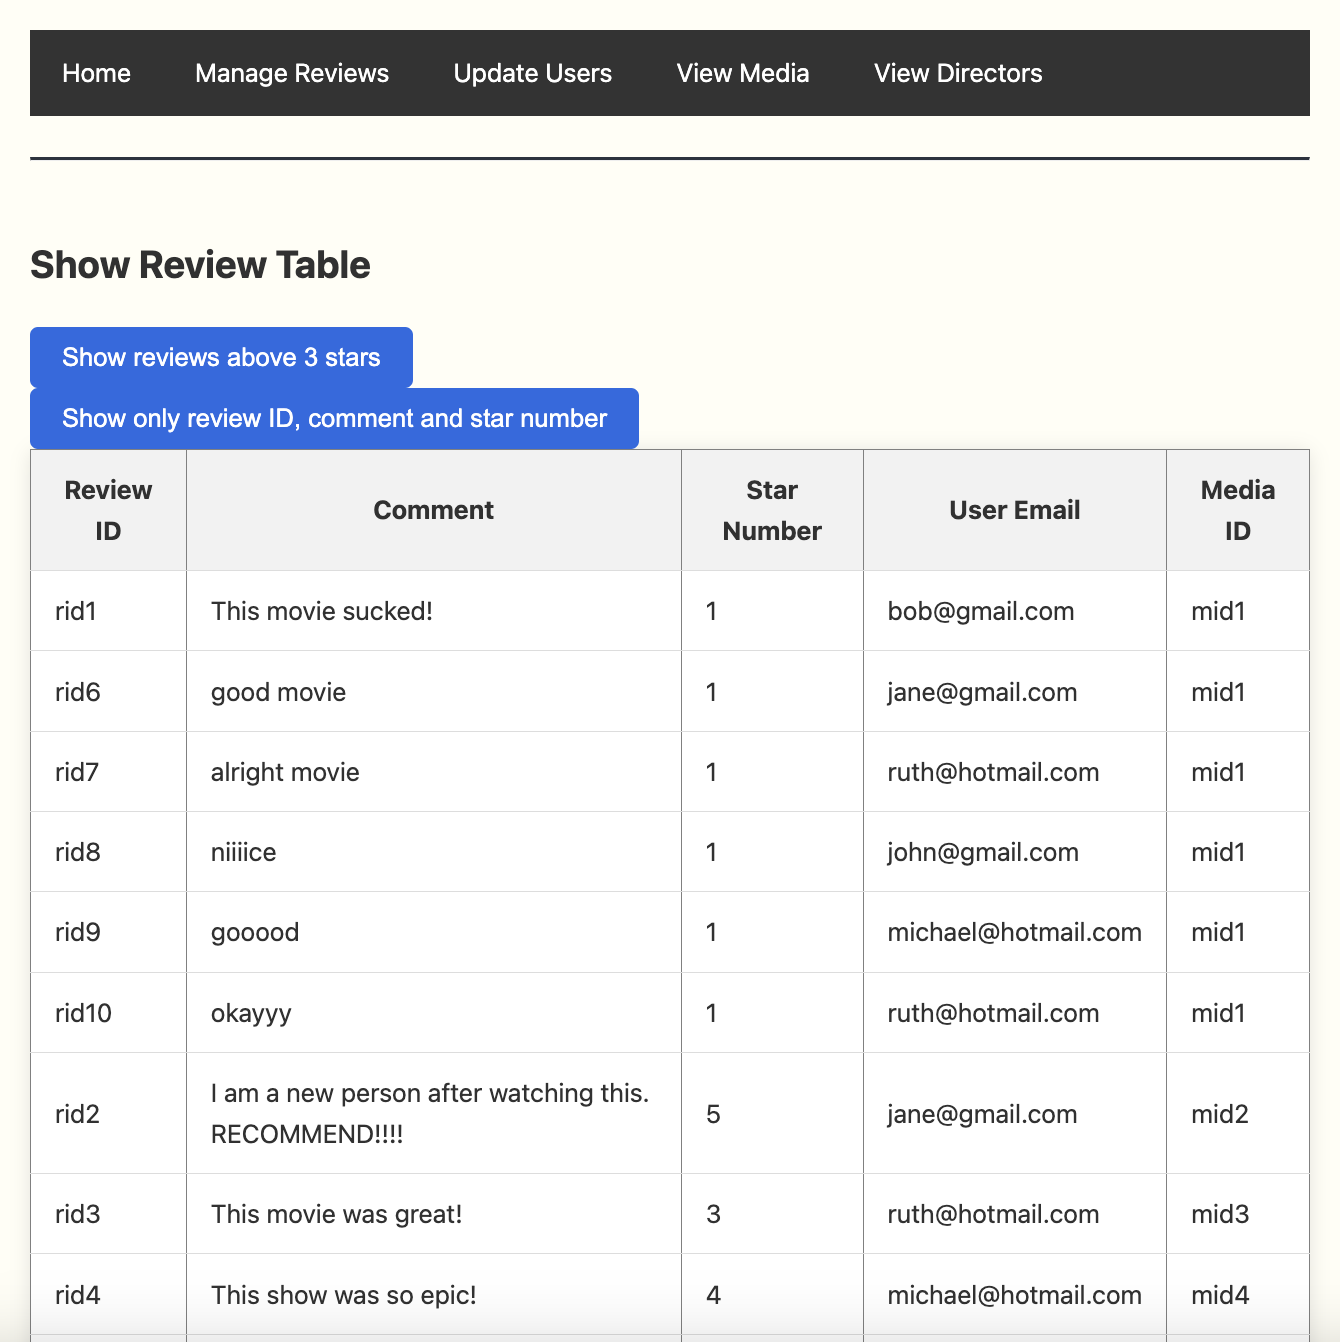 Home Manage Reviews Update Users View Media View Directors
Show Review Table
Show reviews above 3 stars
Show only review ID, comment and star number
Review ID Comment Star Number User Email Media ID
rid1 This movie sucked! 1 bob@gmail.com mid1
rid6 good movie 1 jane@gmail.com mid1
rid7 alright movie 1 ruth@hotmail.com mid1
rid8 niiiice 1 john@gmail.com mid1
rid9 gooood 1 michael@hotmail.com mid1
rid10 okayyy 1 ruth@hotmail.com mid1
rid2 I am a new person after watching this. RECOMMEND!!!! 5 jane@gmail.com mid2
rid3 This movie was great! 3 ruth@hotmail.com mid3
rid4 This show was so epic! 4 michael@hotmail.com mid4